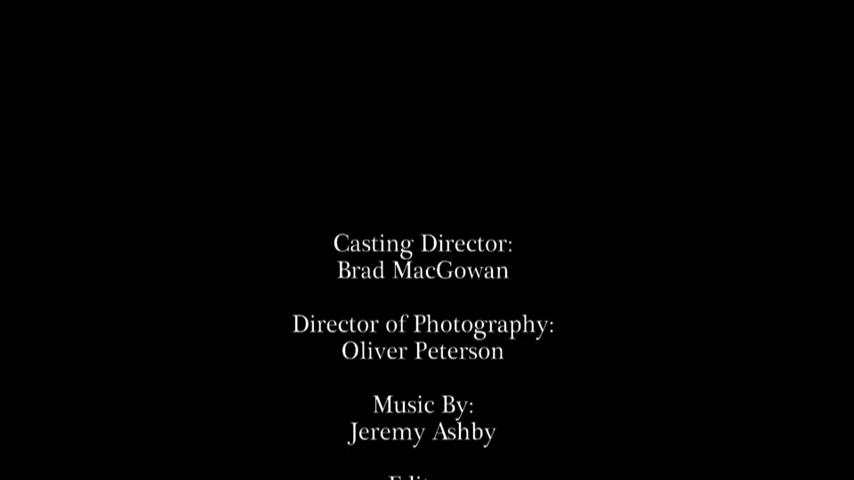 Casting Director:
Brad MacGowan
Director of Photography:
Oliver Peterson
Music By:
Jeremy Ashby